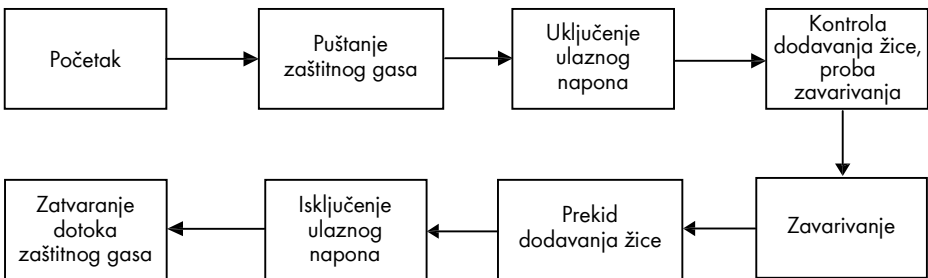 Početak
Puštanje
zaštitnog gasa
Uključenje
ulaznog
napona
Kontrola
dodavanja žice,
proba
zavarivanja
Zavarivanje
Prekid
dodavanja žice
Isključenje
ulaznog
napona
Zatvaranje
dotoka
zaštitnog gasa